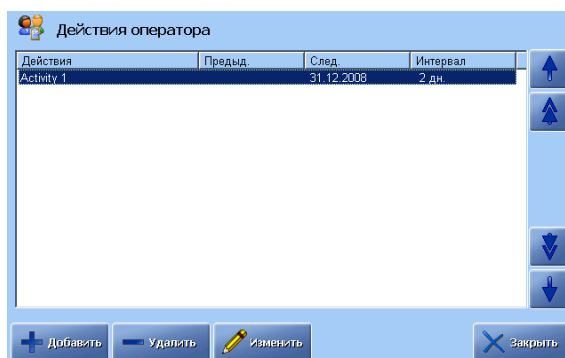 Действия оператора
Действия Предыд. След. Интервал
Activity 1 31.12.2008 2 дн.
Добавить Удалить Изменить Закрыть